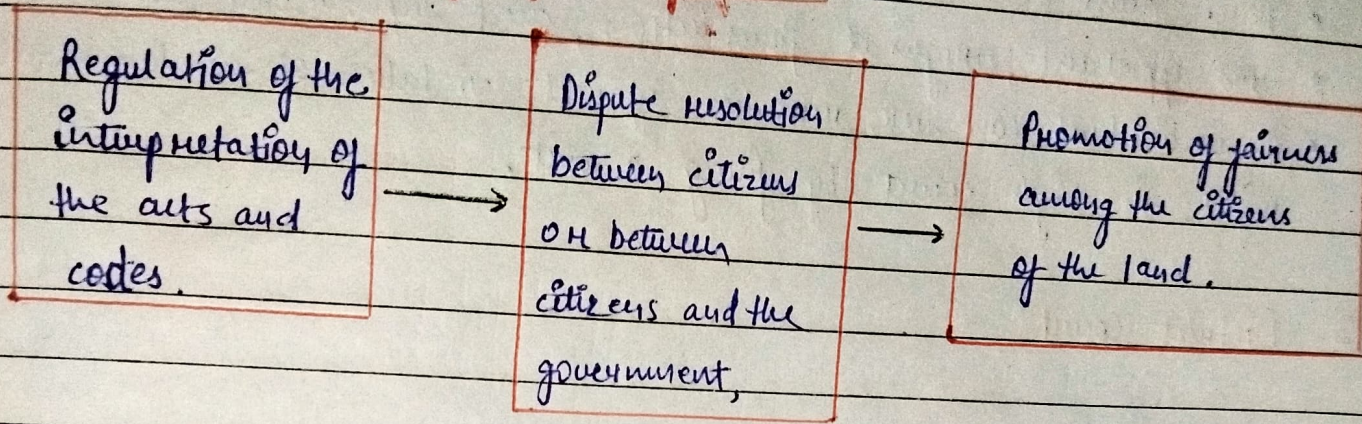 Regulation of the
interpretation of
the acts and
codes.
Dispute resolution
between citizens
or between
citizens and the
government,
Promotion of fairness
among the citizens
of the land.